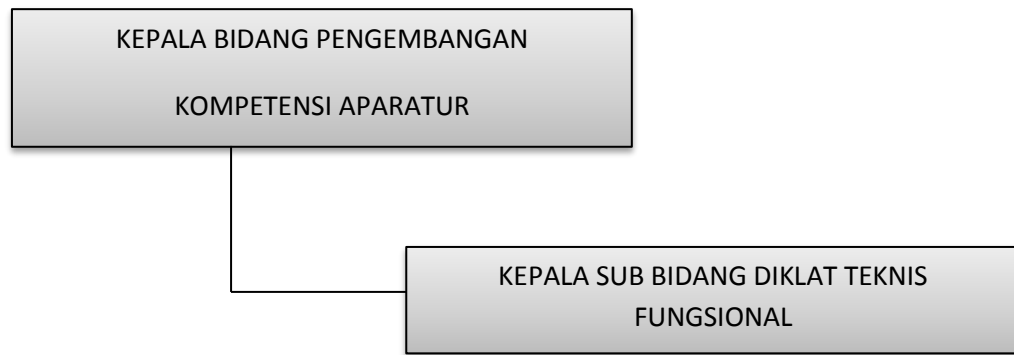 KEPALA BIDANG PENGEMBANGAN
KOMPETENSI APARATUR
KEPALA SUB BIDANG DIKLAT TEKNIS
FUNGSIONAL